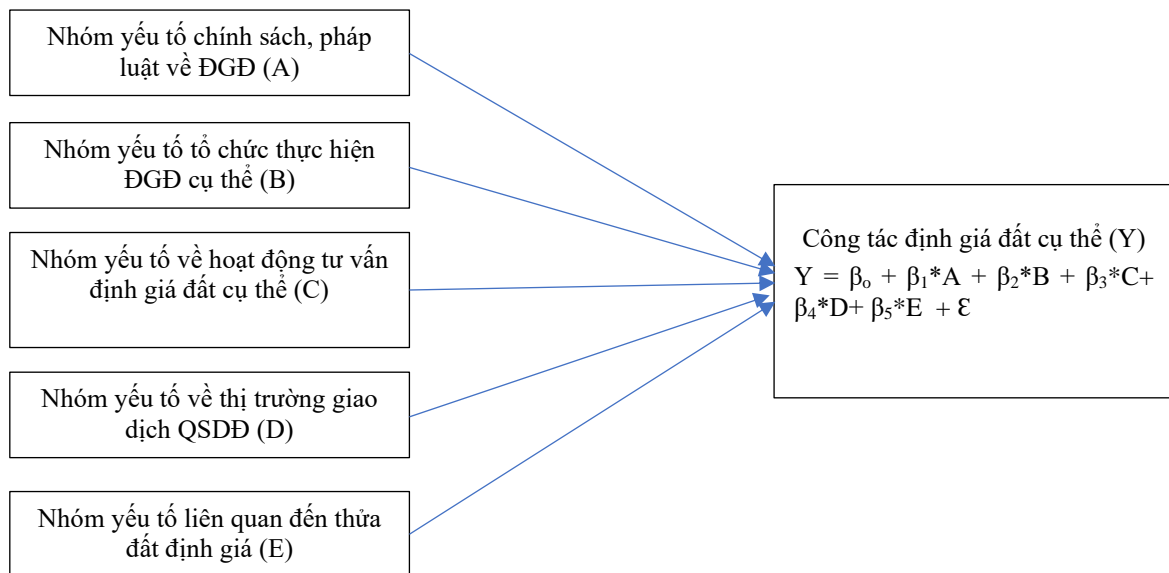 Nhóm yếu tố chính sách, pháp
luật về ĐGĐ (A)
Nhóm yếu tố tổ chức thực hiện
ĐGĐ cụ thể (B)
Nhóm yếu tố về hoạt động tư vấn
định giá đất cụ thể (C)
Nhóm yếu tố về thị trường giao
dịch QSDĐ (D)
Nhóm yếu tố liên quan đến thửa
đất định giá (E)
Công tác định giá đất cụ thể (Y)
Y = βₒ + β₁*A + β₂*B + β₃*C+
β₄*D+ β₅*E + Ɛ